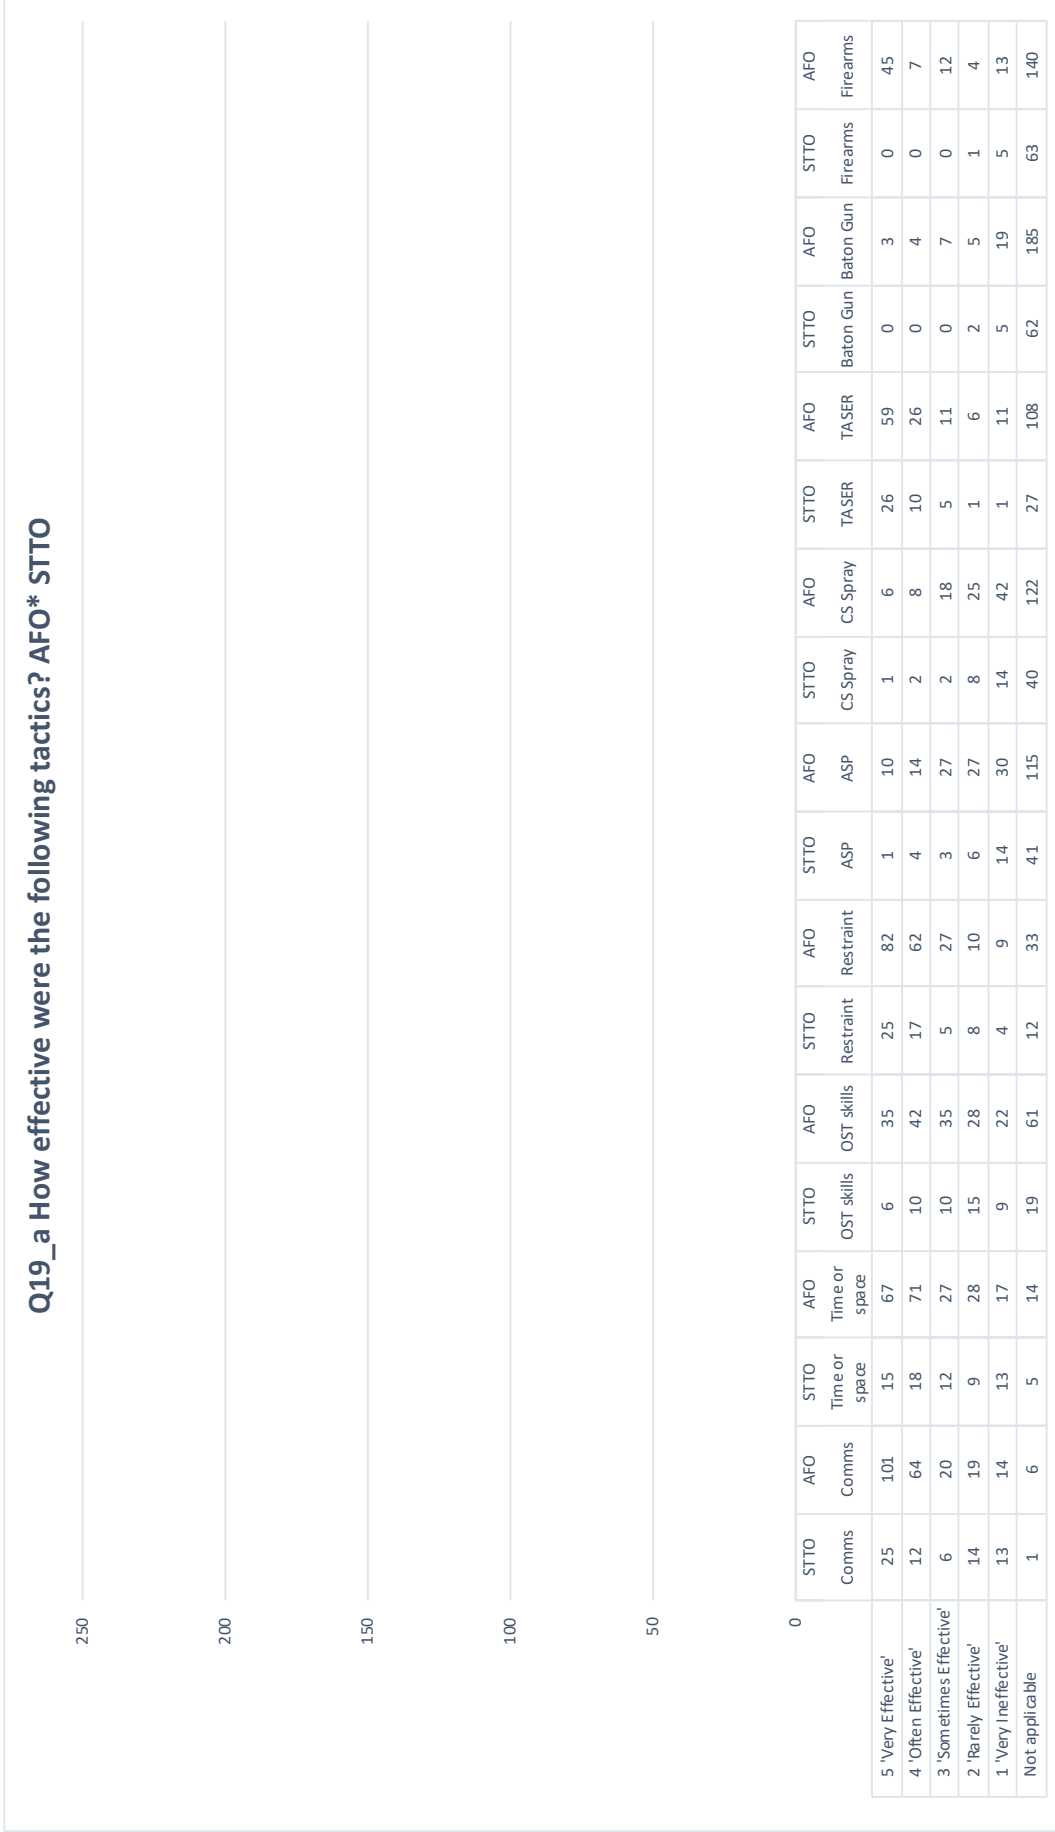 Q19_a How effective were the following tactics? AFO* STTO
250
200
150
100
50
0
STTO AFO STTO AFO STTO AFO STTO AFO STTO AFO STTO AFO STTO AFO STTO AFO STTO AFO
Comms Comms Time or space Time or space OST skills OST skills Restraint Restraint ASP ASP CS Spray CS Spray TASER TASER Baton Gun Baton Gun Firearms Firearms
5 'Very Effective' 25 101 15 67 6 35 25 82 1 10 1 6 26 59 0 3 0 45
4 'Often Effective' 12 64 18 71 10 42 17 62 4 14 2 8 10 26 0 4 0 7
3 'Sometimes Effective' 6 20 12 27 10 35 5 27 3 27 2 18 5 11 0 7 0 12
2 'Rarely Effective' 14 19 9 28 15 28 8 10 6 27 8 25 1 6 2 5 1 4
1 'Very Ineffective' 13 14 13 17 9 22 4 9 14 30 14 42 1 11 5 19 5 13
Not applicable 1 6 5 14 19 61 12 33 41 115 40 122 27 108 62 185 63 140